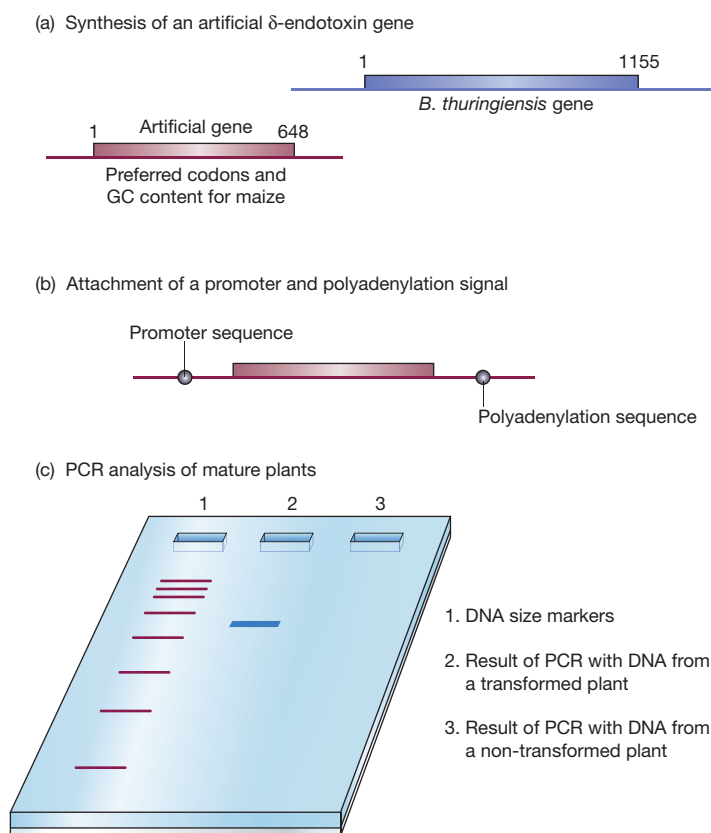 (a) Synthesis of an artificial δ-endotoxin gene
1 1155
B. thuringiensis gene
1 Artificial gene 648
Preferred codons and
GC content for maize
(b) Attachment of a promoter and polyadenylation signal
Promoter sequence
Polyadenylation sequence
(c) PCR analysis of mature plants
1 2 3
1. DNA size markers
2. Result of PCR with DNA from
a transformed plant
3. Result of PCR with DNA from
a non-transformed plant